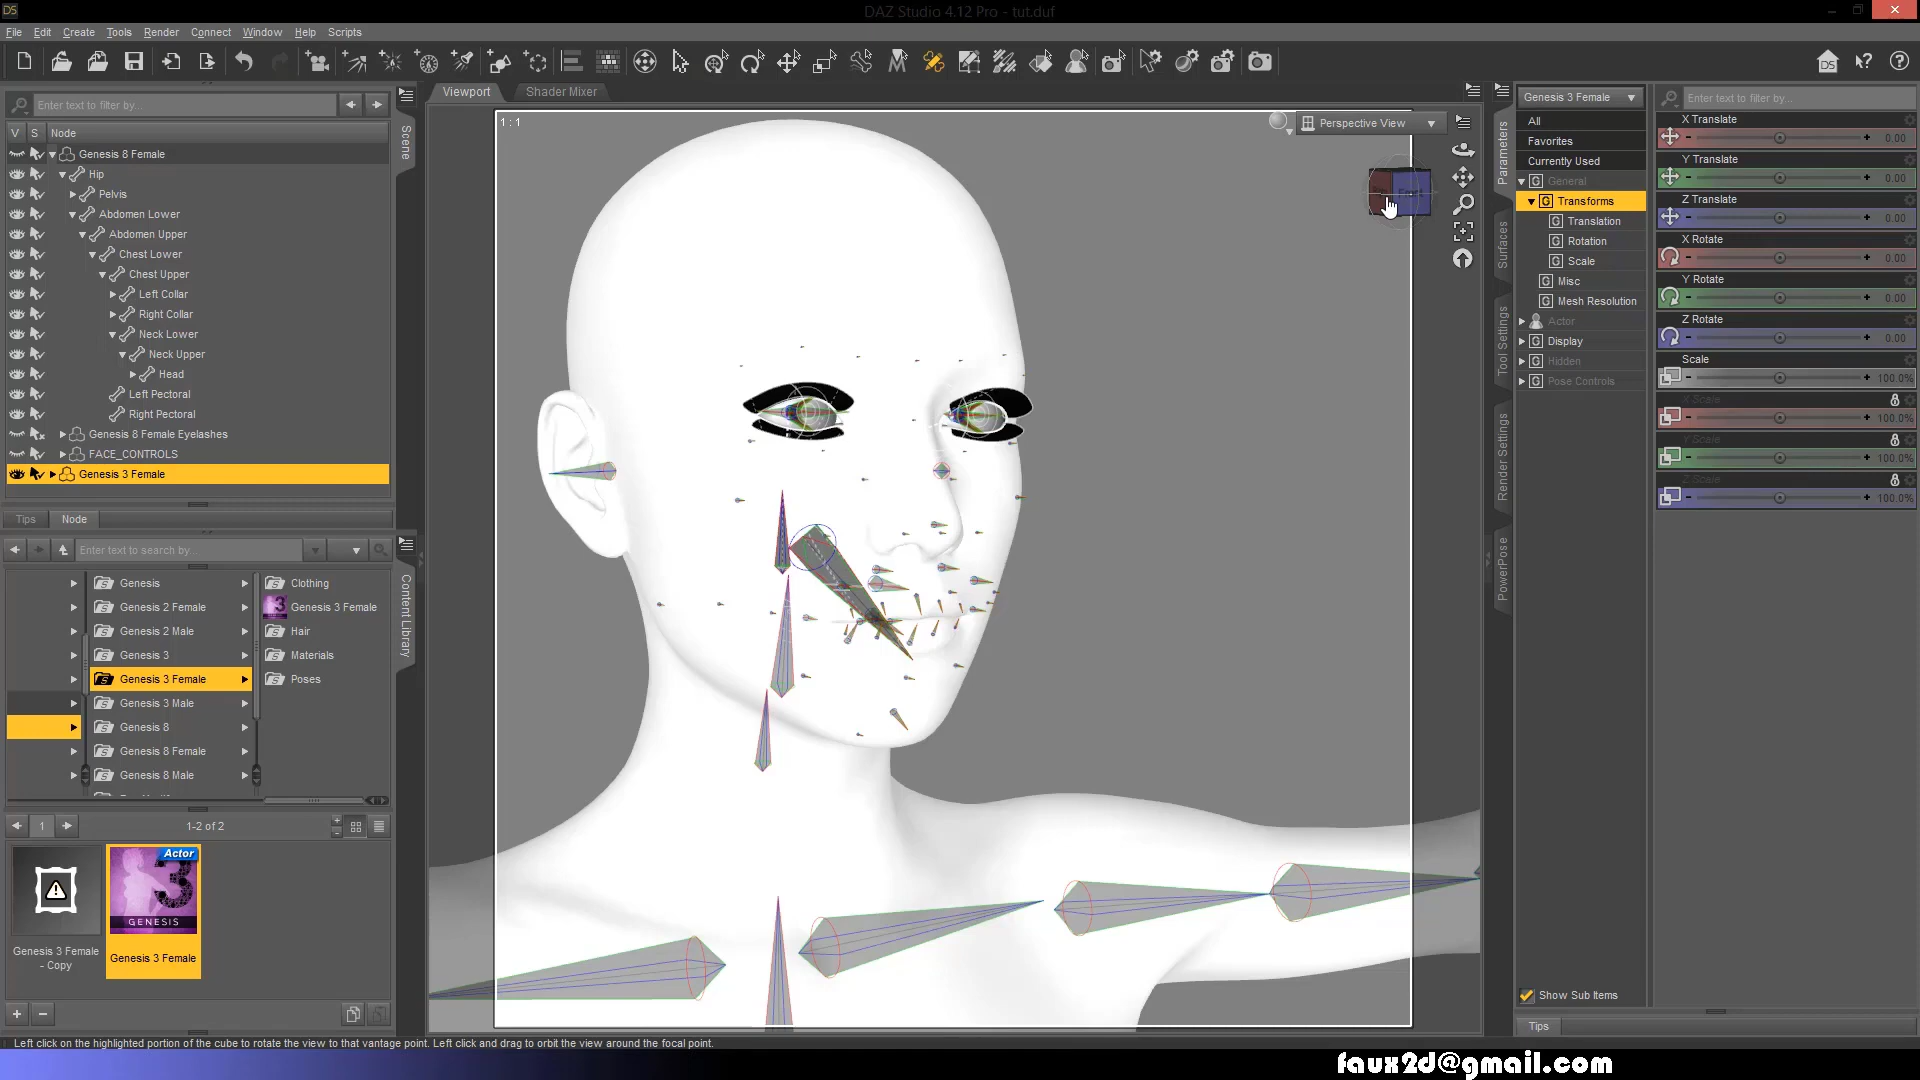 DS
DAZ Studio 4.12 Pro - tut.duf
File Edit Create Tools Render Connect Window Help Scripts
Enter text to filter by...
V S Node
Genesis 8 Female
Hip
Pelvis
Abdomen Lower
Abdomen Upper
Chest Lower
Chest Upper
Left Collar
Right Collar
Neck Lower
Neck Upper
Head
Left Pectoral
Right Pectoral
Genesis 8 Female Eyelashes
FACE_CONTROLS
Genesis 3 Female
Scene
Tips Node
Enter text to search by...
Genesis
Genesis 2 Female
Genesis 2 Male
Genesis 3
Genesis 3 Female
Genesis 3 Male
Genesis 8
Genesis 8 Female
Genesis 8 Male
Clothing
Genesis 3 Female
Hair
Materials
Poses
Content Library
1
1-2 of 2
Actor
3
GENESIS
Genesis 3 Female
- Copy
Genesis 3 Female
Viewport Shader Mixer
1 : 1
Perspective View
Front
Parameters
Surfaces
Tool Settings
Render Settings
PowerPose
Genesis 3 Female
All
Favorites
Currently Used
General
Transforms
Translation
Rotation
Scale
Misc
Mesh Resolution
Actor
Display
Hidden
Pose Controls
Show Sub Items
Tips
Enter text to filter by...
X Translate
0.00
Y Translate
0.00
Z Translate
0.00
X Rotate
0.00
Y Rotate
0.00
Z Rotate
0.00
Scale
100.0%
X Scale
100.0%
Y Scale
100.0%
Z Scale
100.0%
Left click on the highlighted portion of the cube to rotate the view to that vantage point. Left click and drag to orbit the view around the focal point.
faux2d@gmail.com